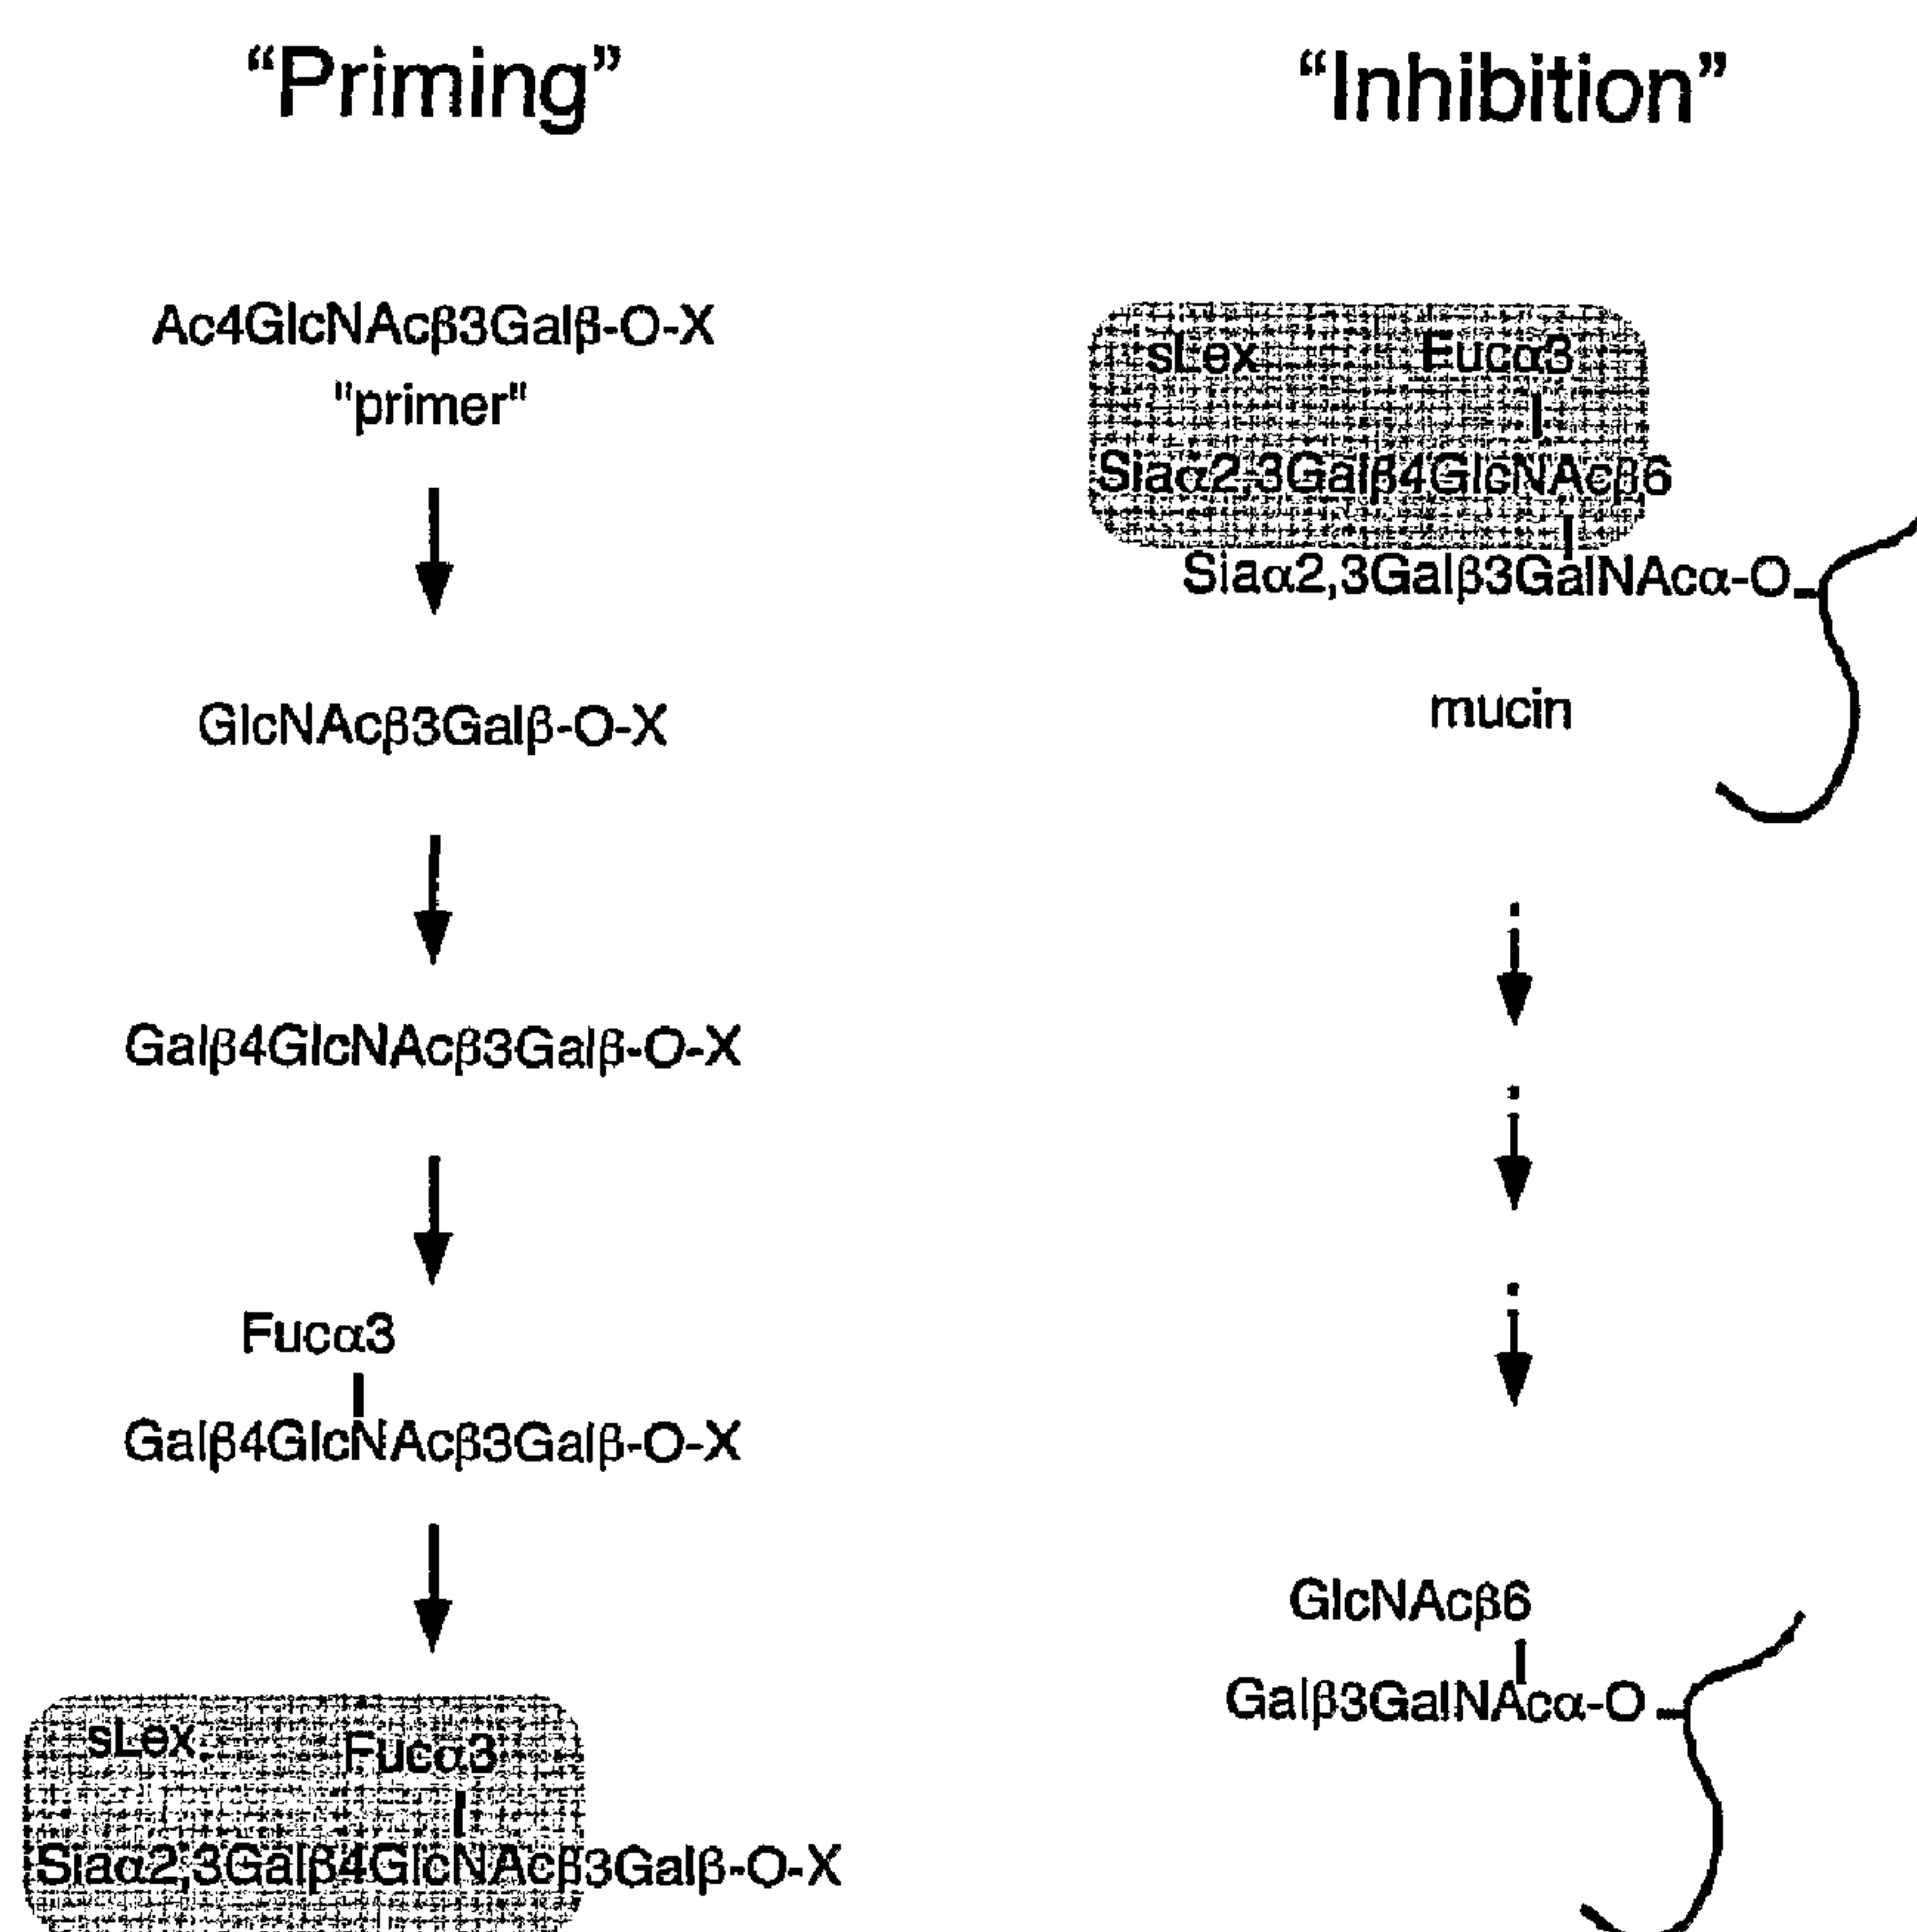 “Priming”
Ac4GlcNAcβ3Galβ-O-X
"primer"
GlcNAcβ3Galβ-O-X
Galβ4GlcNAcβ3Galβ-O-X
Fucα3
Galβ4GlcNAcβ3Galβ-O-X
sLex
Fucα3
Siaα2,3Galβ4GlcNAcβ3Galβ-O-X
“Inhibition”
sLex
Fucα3
Siaα2,3Galβ4GlcNAcβ6
Siaα2,3Galβ3GalNAcα-O
mucin
GlcNAcβ6
Galβ3GalNAcα-O